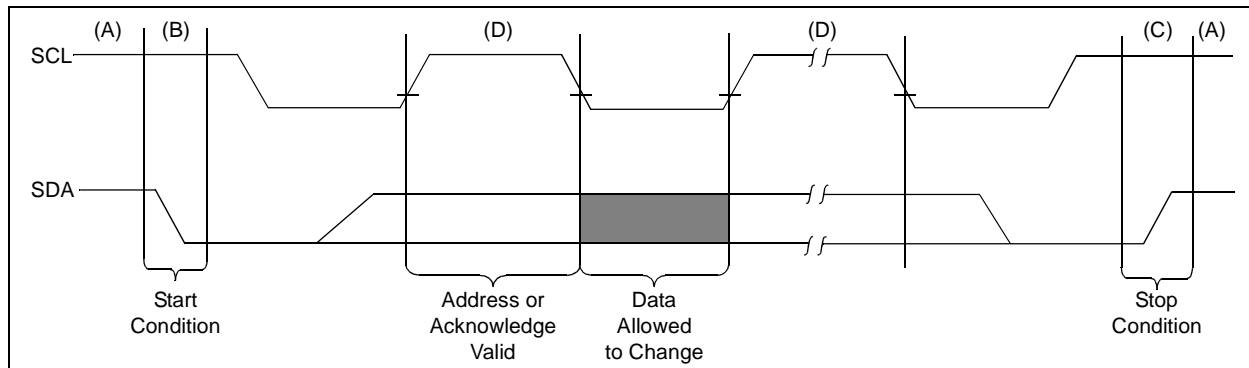 (A) (B) (D) (D) (C) (A)
SCL
SDA
Start
Condition
Address or
Acknowledge
Valid
Data
Allowed
to Change
Stop
Condition